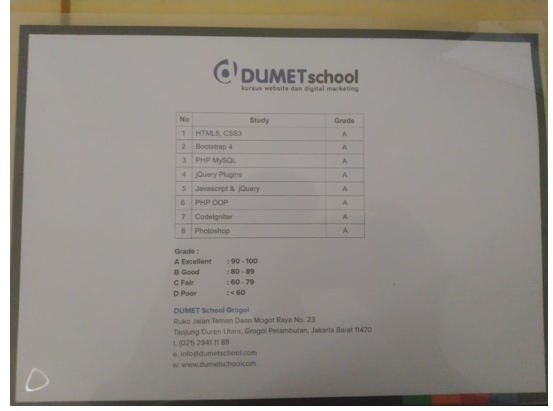 DUMETschool
kursus website dan digital marketing
No Study Grade
1 HTML5, CSS3 A
2 Bootstrap 4 A
3 PHP MySQL A
4 jQuery Plugins A
5 Javascript & jQuery A
6 PHP OOP A
7 CodeIgniter A
8 Photoshop A
Grade :
A Excellent : 90 - 100
B Good : 80 - 89
C Fair : 60 - 79
D Poor : < 60
DUMET School Grogol
Ruko Jalan Taman Daan Mogot Raya No. 23
Tanjung Duren Utara, Grogol Petamburan, Jakarta Barat 11470
t. (021) 2941 11 88
e. info@dumetschool.com
w. www.dumetschoolcom